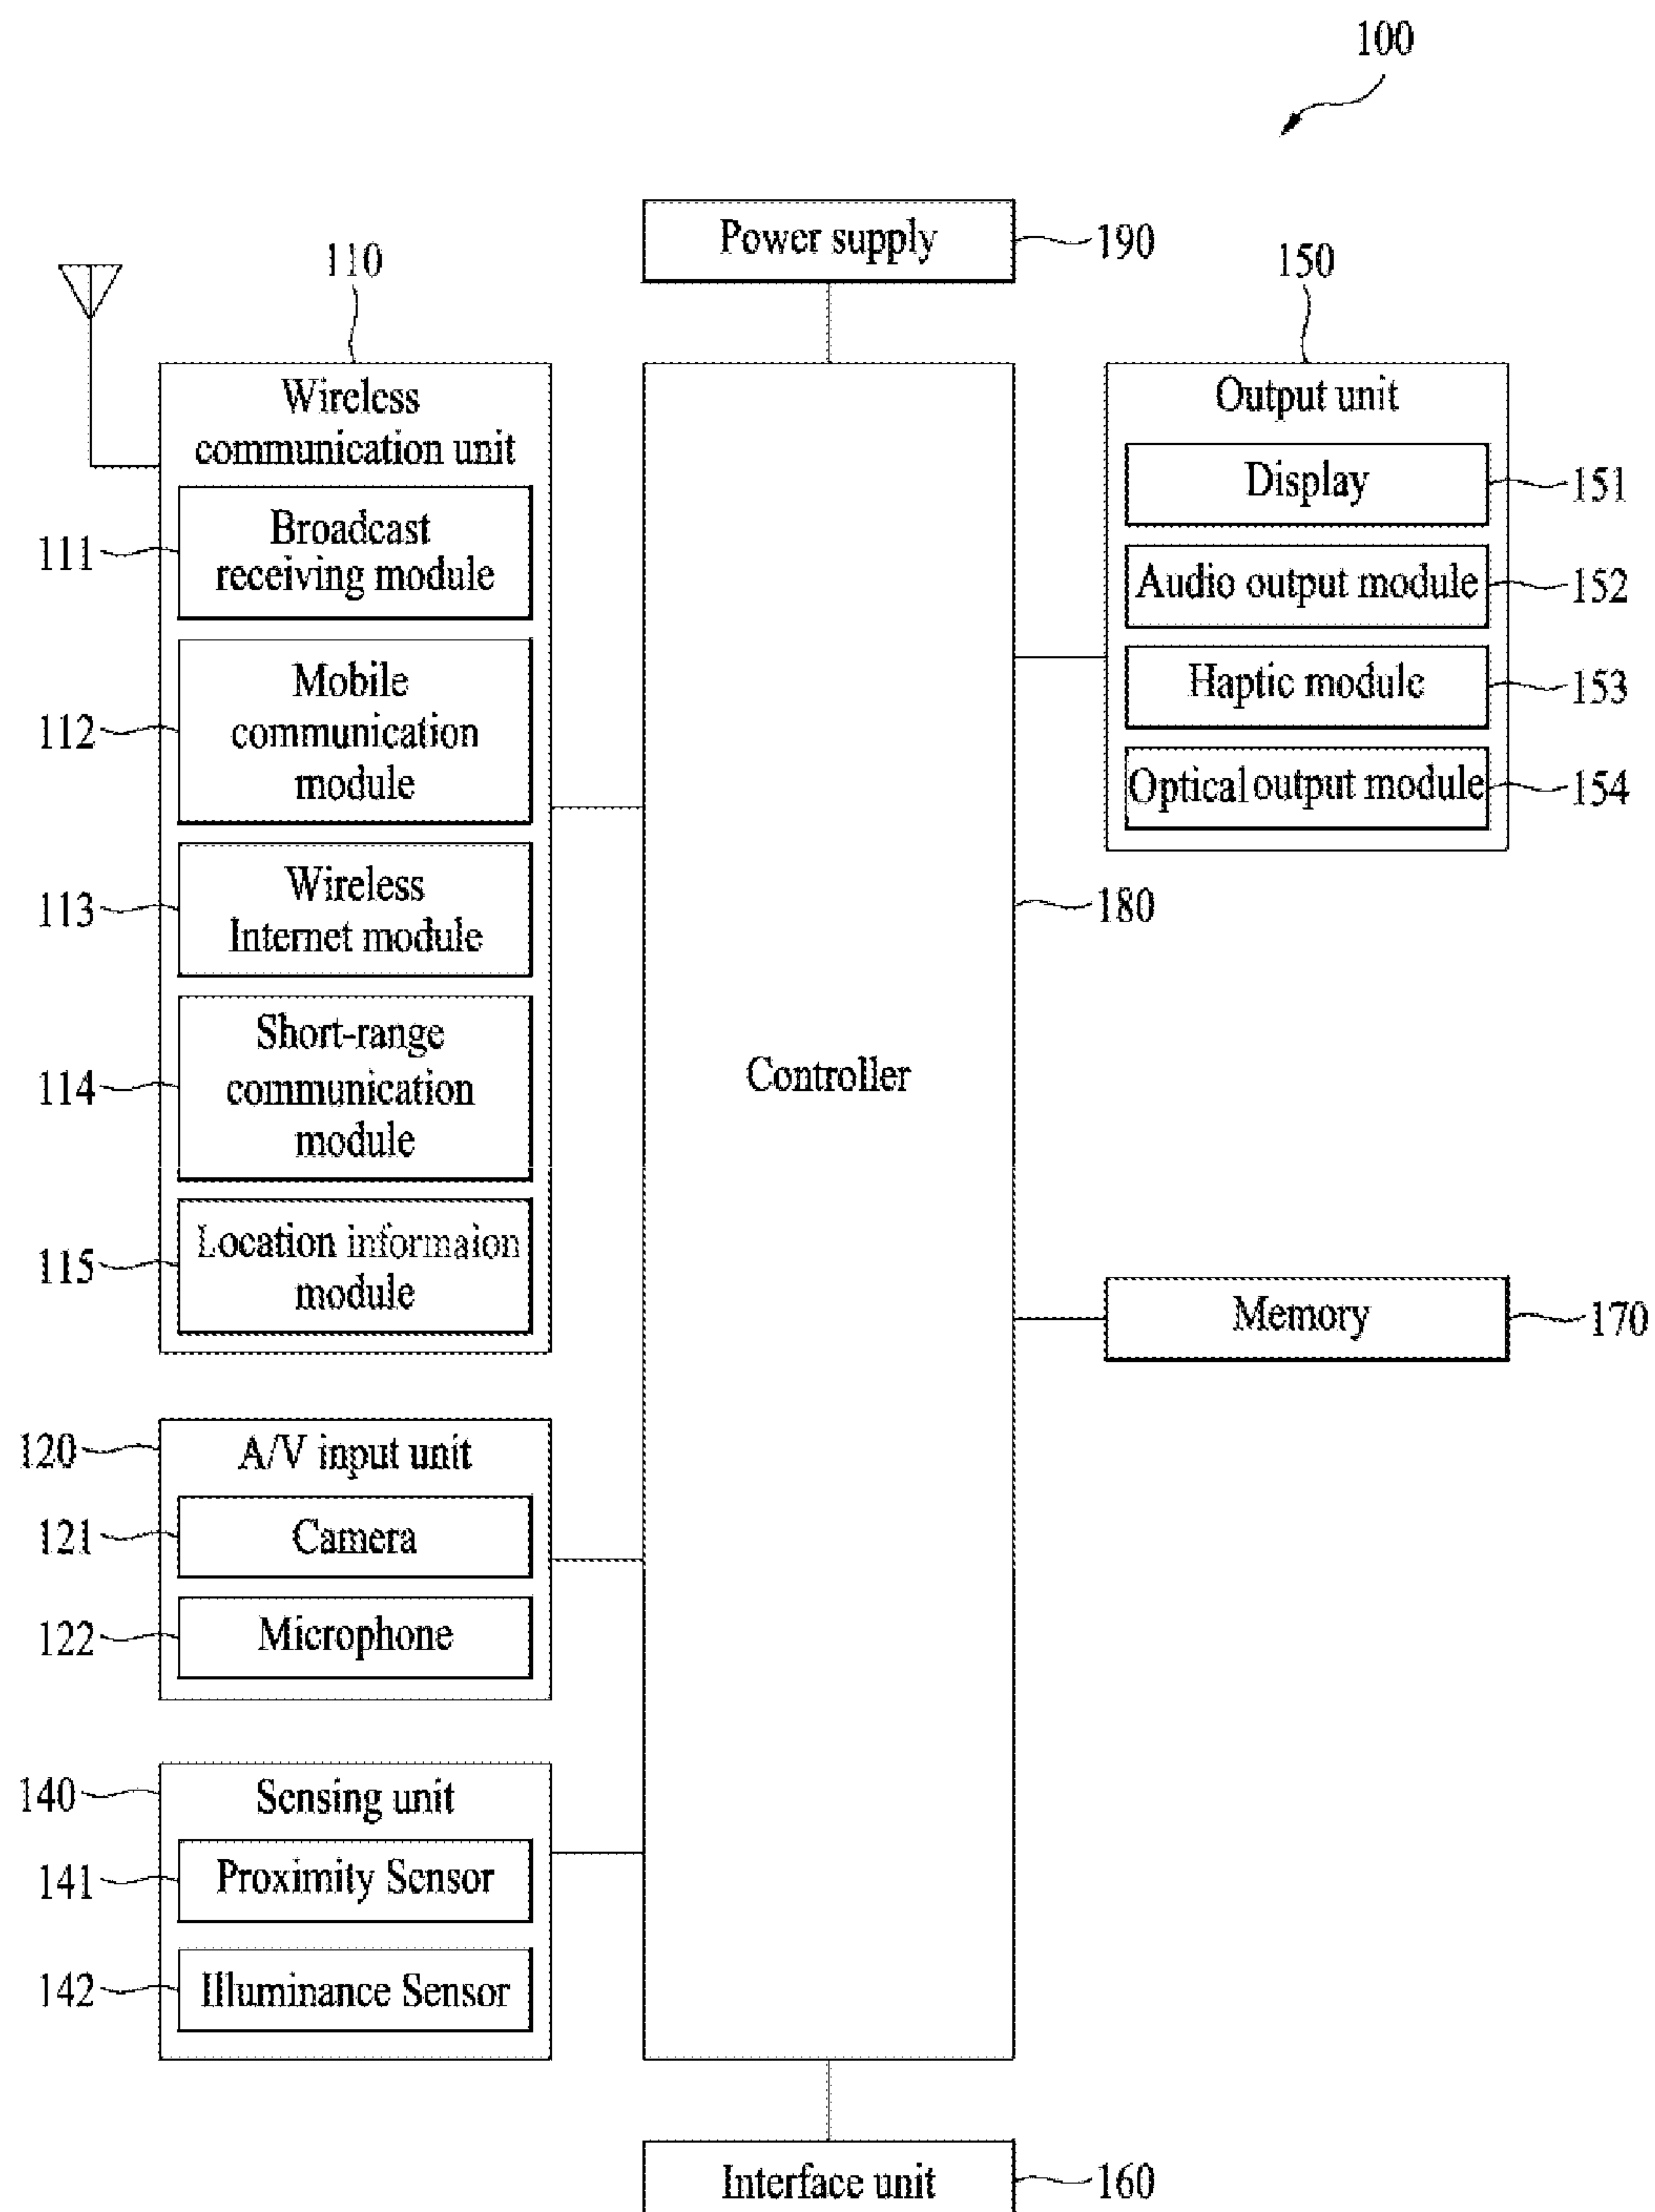 100
Power supply
190
110
150
Wireless
communication unit
Broadcast
receiving module
111
Mobile
communication
module
112
Wireless
Internet module
113
Short-range
communication
module
114
Location informaion
module
115
Output unit
Display
151
Audio output module
152
Haptic module
153
Optical output module
154
180
Controller
Memory
170
120
A/V input unit
121
Camera
122
Microphone
140
Sensing unit
141
Proximity Sensor
142
Illuminance Sensor
Interface unit
160